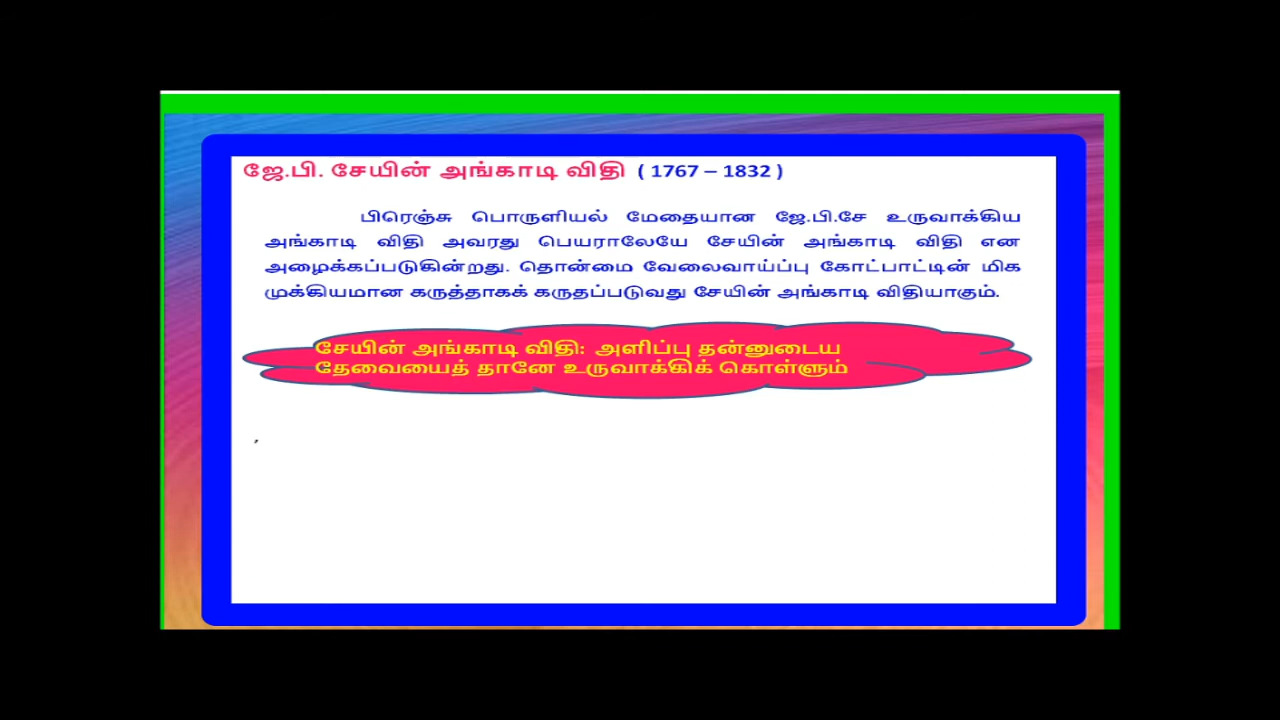 ஜே.பி. சேயின் அங்காடி விதி ( 1767 – 1832 )
பிரெஞ்சு பொருளியல் மேதையான ஜே.பி.சே உருவாக்கிய
அங்காடி விதி அவரது பெயராலேயே சேயின் அங்காடி விதி என
அழைக்கப்படுகின்றது. தொன்மை வேலைவாய்ப்பு கோட்பாட்டின் மிக
முக்கியமான கருத்தாகக் கருதப்படுவது சேயின் அங்காடி விதியாகும்.
சேயின் அங்காடி விதி: அளிப்பு தன்னுடைய
தேவையைத் தானே உருவாக்கிக் கொள்ளும்